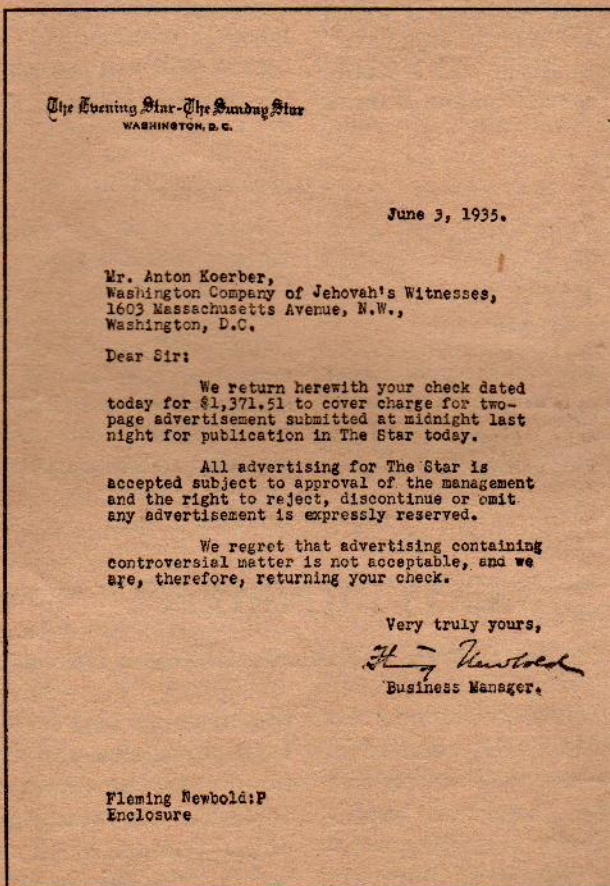 The Evening Star-The Sunday Star
WASHINGTON, D. C.
June 3, 1935.
Mr. Anton Koerber,
Washington Company of Jehovah's Witnesses,
1603 Massachusetts Avenue, N.W.,
Washington, D.C.
Dear Sir:
We return herewith your check dated
today for $1,371.51 to cover charge for two-
page advertisement submitted at midnight last
night for publication in The Star today.
All advertising for The Star is
accepted subject to approval of the management
and the right to reject, discontinue or omit
any advertisement is expressly reserved.
We regret that advertising containing
controversial matter is not acceptable, and we
are, therefore, returning your check.
Very truly yours,
Fleming Newbold
Business Manager.
Fleming Newbold:P
Enclosure